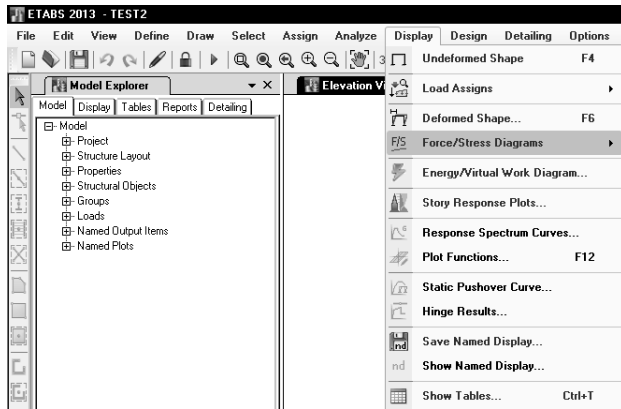 ETABS 2013 - TEST2
File Edit View Define Draw Select Assign Analyze Display Design Detailing Options
3
Model Explorer
Elevation Vi
Model Display Tables Reports Detailing
Model
Project
Structure Layout
Properties
Structural Objects
Groups
Loads
Named Output Items
Named Plots
Undeformed Shape F4
Load Assigns
Deformed Shape... F6
F/S Force/Stress Diagrams
Energy/Virtual Work Diagram...
Story Response Plots...
Response Spectrum Curves...
Plot Functions... F12
Static Pushover Curve...
Hinge Results...
nd Save Named Display...
nd Show Named Display...
Show Tables... Ctrl+T